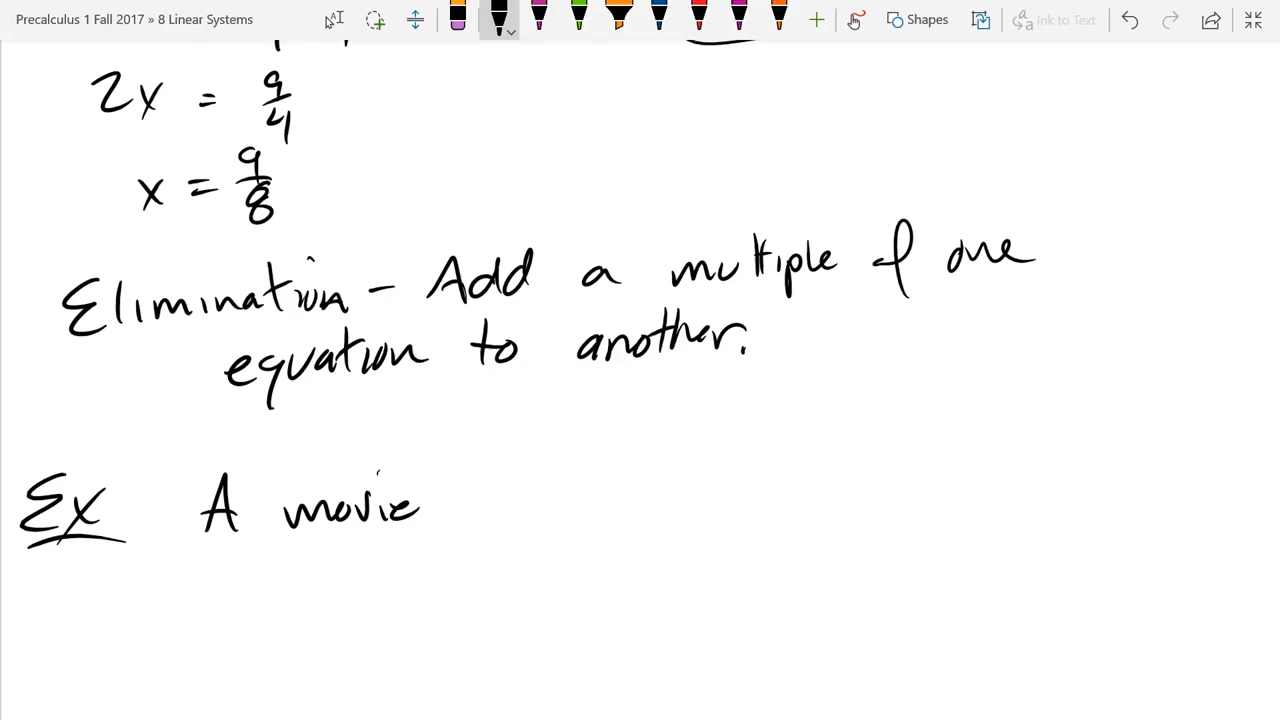 Precalculus 1 Fall 2017 » 8 Linear Systems
Shapes
Ink to Text
2x = 9/4
x = 9/8
Elimination - Add a multiple of one
equation to another.
Ex A movie